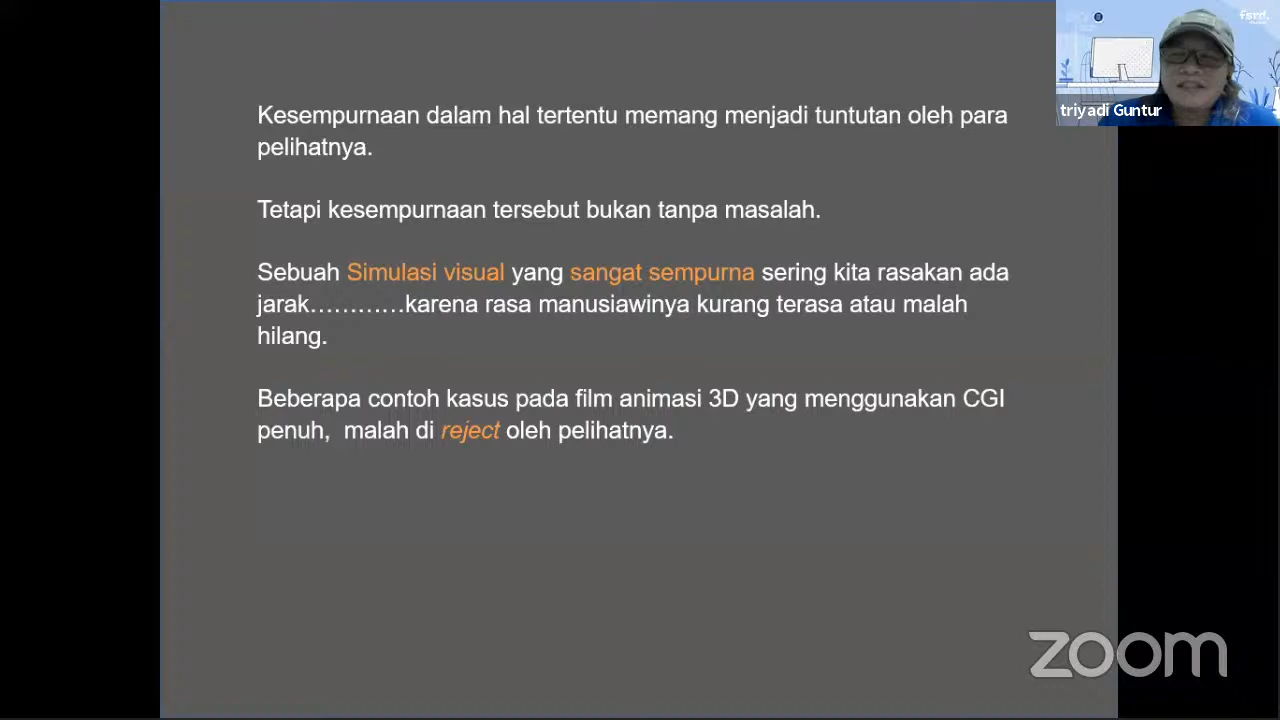 fsrd.
triyadi Guntur
Kesempurnaan dalam hal tertentu memang menjadi tuntutan oleh para
pelihatnya.
Tetapi kesempurnaan tersebut bukan tanpa masalah.
Sebuah Simulasi visual yang sangat sempurna sering kita rasakan ada
jarak…………karena rasa manusiawinya kurang terasa atau malah
hilang.
Beberapa contoh kasus pada film animasi 3D yang menggunakan CGI
penuh,  malah di reject oleh pelihatnya.
zoom